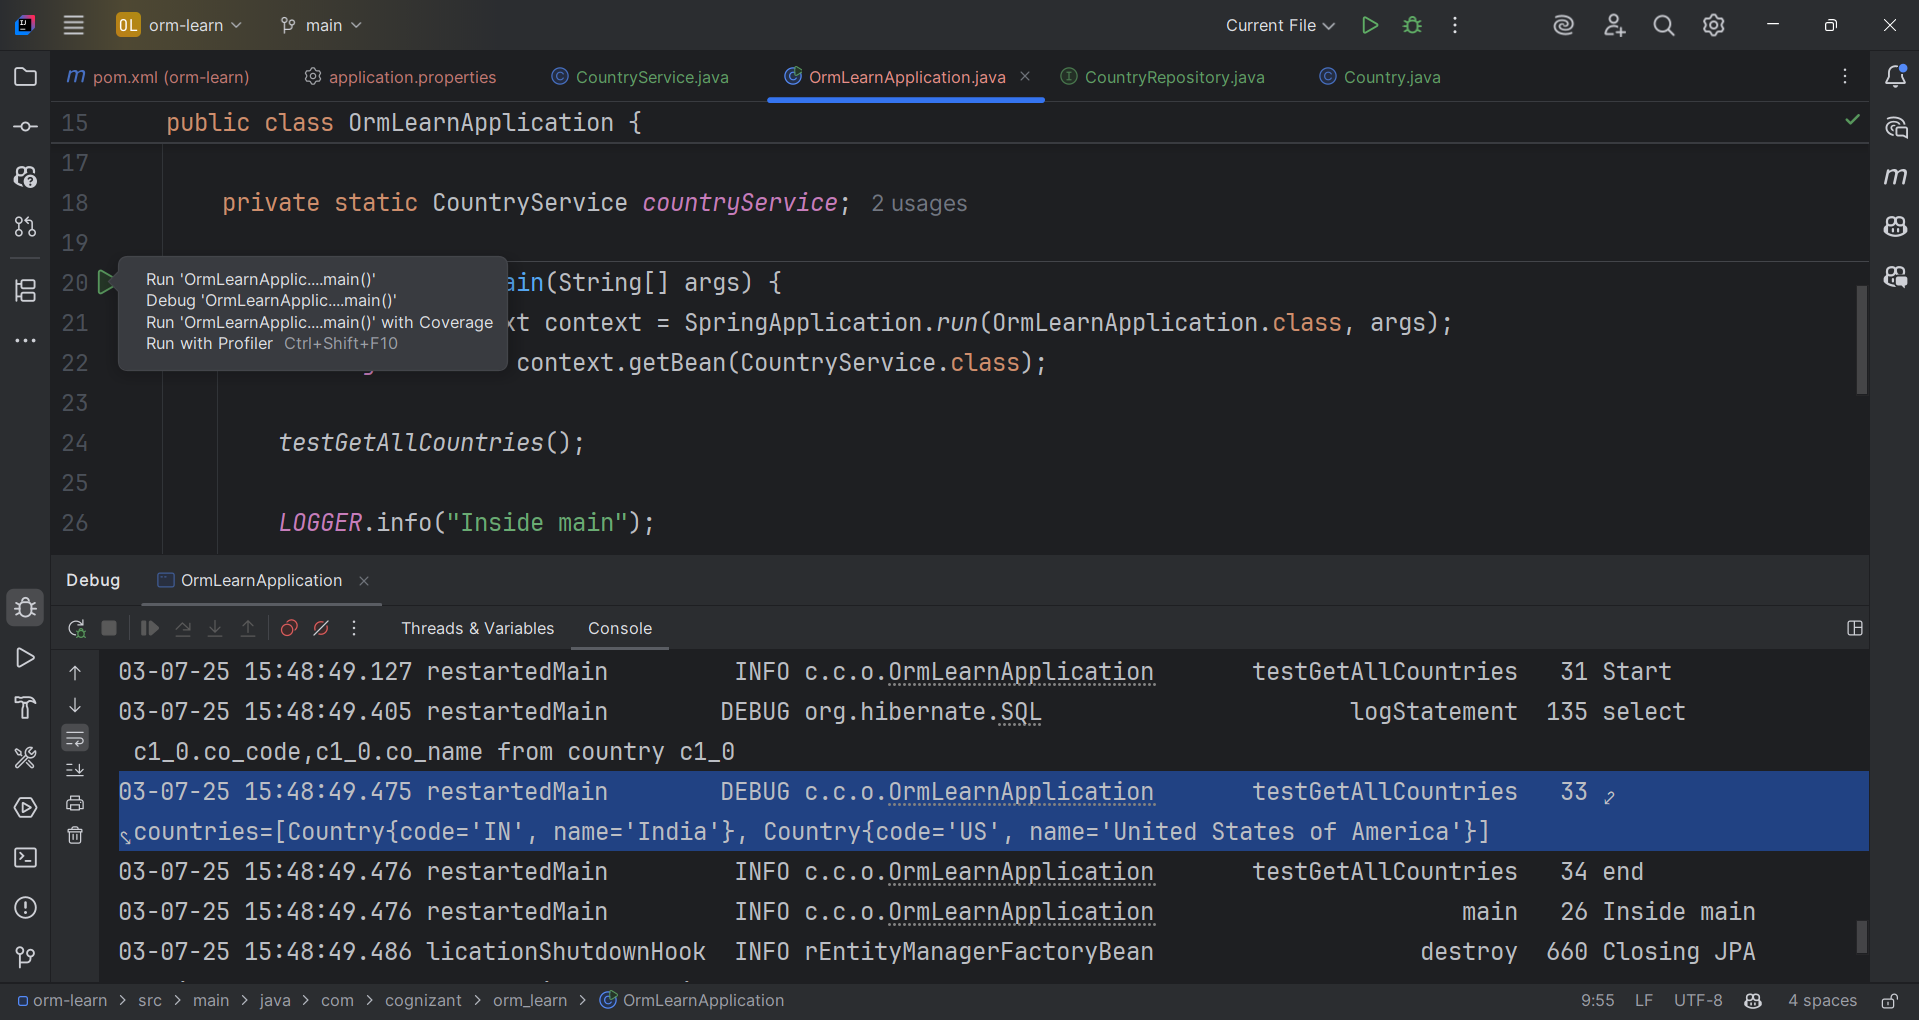 OL orm-learn main Current File
m pom.xml (orm-learn) application.properties CountryService.java OrmLearnApplication.java CountryRepository.java Country.java
15 public class OrmLearnApplication {
17
18 private static CountryService countryService; 2 usages
19
20 ain(String[] args) {
Run 'OrmLearnApplic....main()'
Debug 'OrmLearnApplic....main()'
Run 'OrmLearnApplic....main()' with Coverage
Run with Profiler Ctrl+Shift+F10
21 xt context = SpringApplication.run(OrmLearnApplication.class, args);
22 context.getBean(CountryService.class);
23
24 testGetAllCountries();
25
26 LOGGER.info("Inside main");
Debug OrmLearnApplication
Threads & Variables Console
03-07-25 15:48:49.127 restartedMain INFO c.c.o.OrmLearnApplication testGetAllCountries 31 Start
03-07-25 15:48:49.405 restartedMain DEBUG org.hibernate.SQL logStatement 135 select
c1_0.co_code,c1_0.co_name from country c1_0
03-07-25 15:48:49.475 restartedMain DEBUG c.c.o.OrmLearnApplication testGetAllCountries 33
countries=[Country{code='IN', name='India'}, Country{code='US', name='United States of America'}]
03-07-25 15:48:49.476 restartedMain INFO c.c.o.OrmLearnApplication testGetAllCountries 34 end
03-07-25 15:48:49.476 restartedMain INFO c.c.o.OrmLearnApplication main 26 Inside main
03-07-25 15:48:49.486 licationShutdownHook INFO rEntityManagerFactoryBean destroy 660 Closing JPA
orm-learn > src > main > java > com > cognizant > orm_learn > OrmLearnApplication 9:55 LF UTF-8 4 spaces